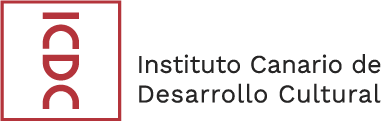 ICDC
Instituto Canario de
Desarrollo Cultural